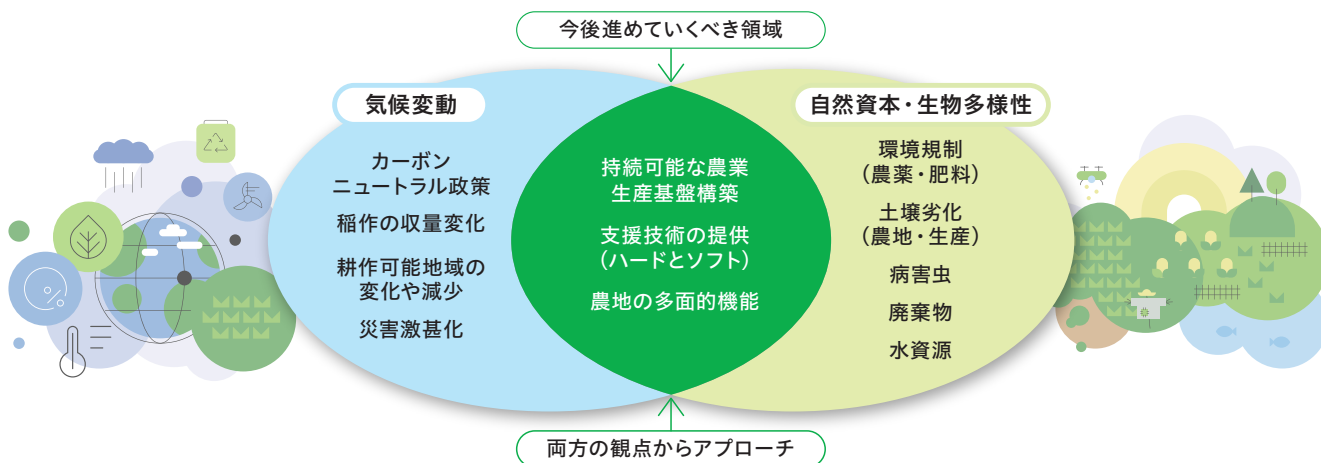 今後進めていくべき領域
気候変動
カーボン
ニュートラル政策
稲作の収量変化
耕作可能地域の
変化や減少
災害激甚化
持続可能な農業
生産基盤構築
支援技術の提供
(ハードとソフト)
農地の多面的機能
自然資本・生物多様性
環境規制
(農薬・肥料)
土壌劣化
(農地・生産)
病害虫
廃棄物
水資源
両方の観点からアプローチ